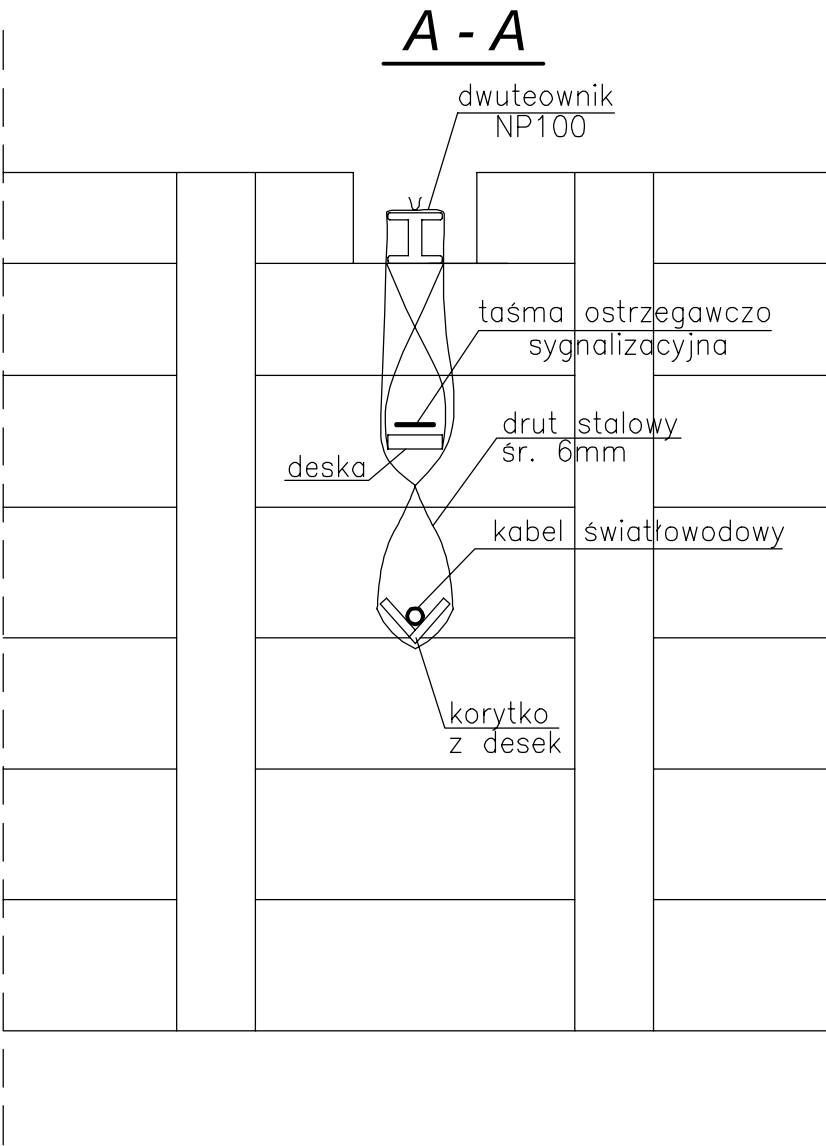 A - A
dwuteownik
NP100
taśma ostrzegawczo
sygnalizacyjna
drut stalowy
śr. 6mm
deska
kabel światłowodowy
korytko
z desek